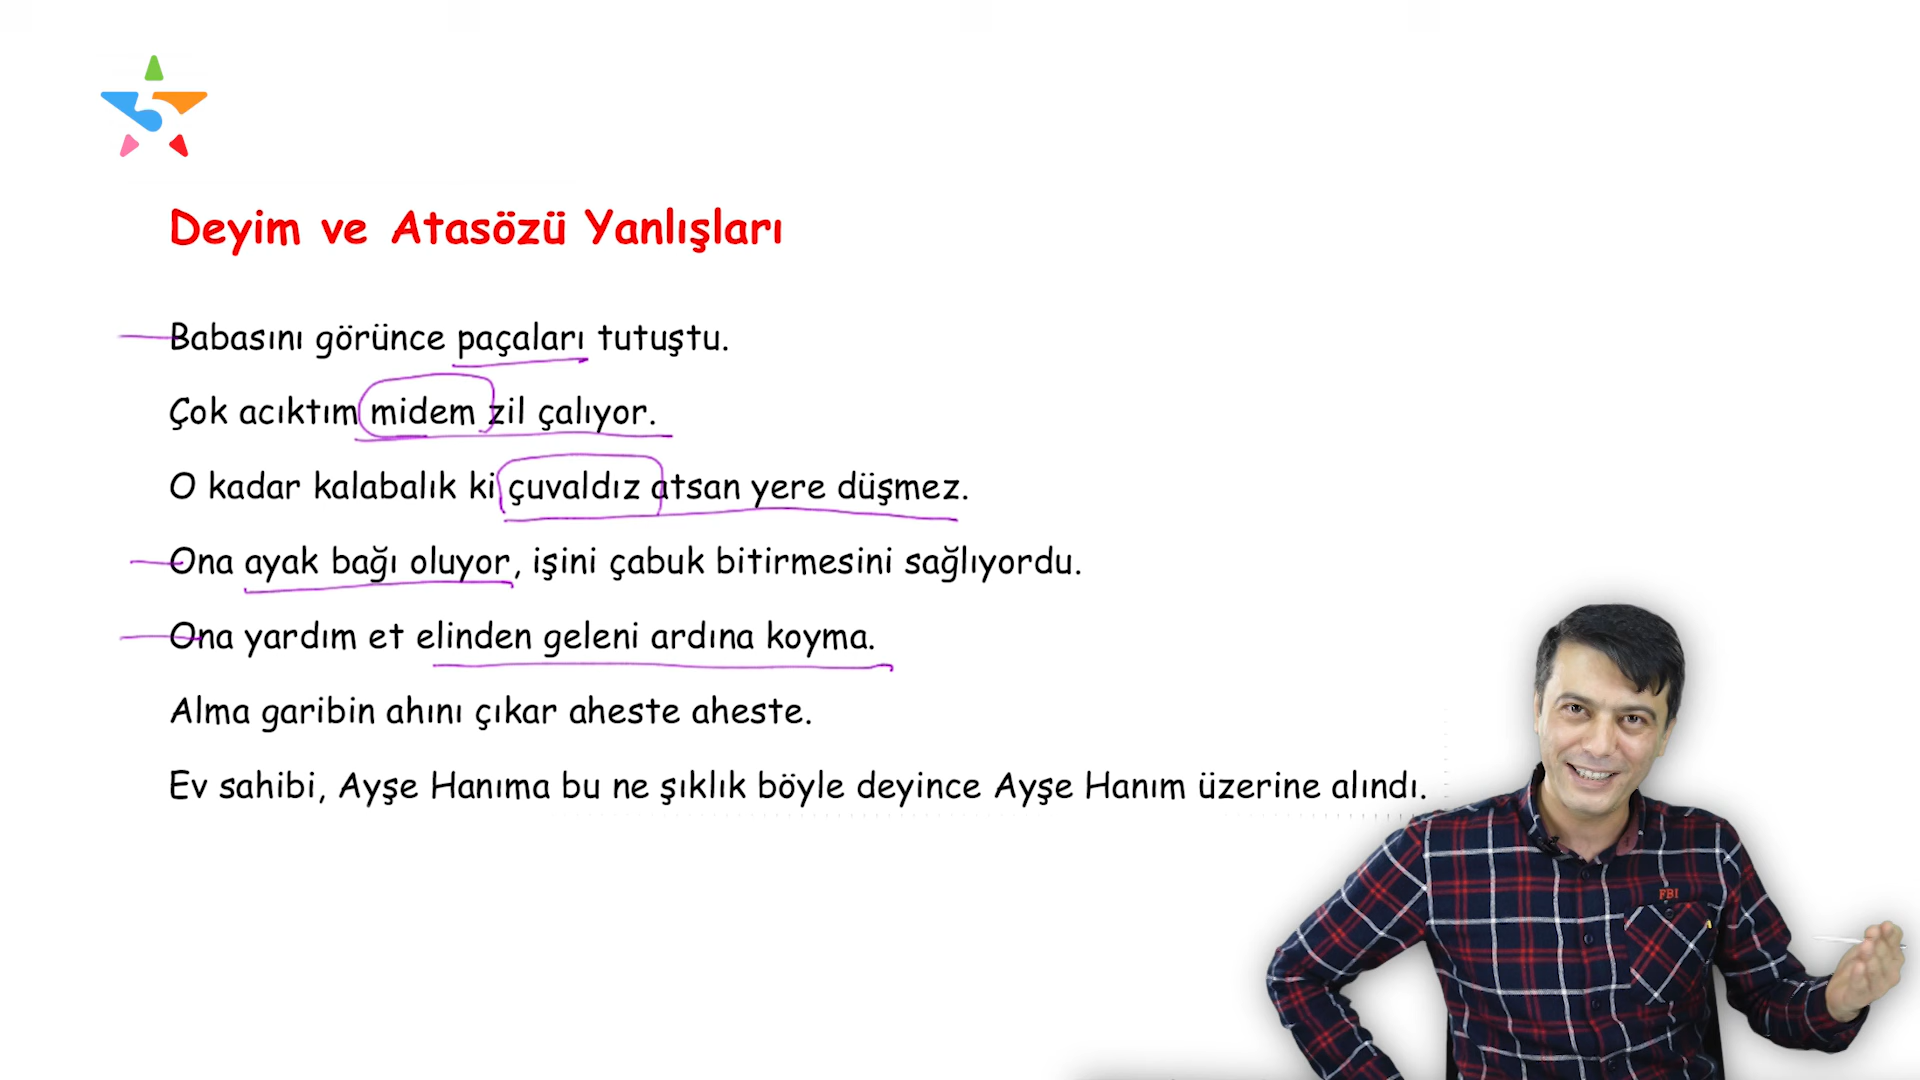 5
Deyim ve Atasözü Yanlışları
Babasını görünce paçaları tutuştu.
Çok acıktım midem zil çalıyor.
O kadar kalabalık ki çuvaldız atsan yere düşmez.
Ona ayak bağı oluyor, işini çabuk bitirmesini sağlıyordu.
Ona yardım et elinden geleni ardına koyma.
Alma garibin ahını çıkar aheste aheste.
Ev sahibi, Ayşe Hanıma bu ne şıklık böyle deyince Ayşe Hanım üzerine alındı.
FBI